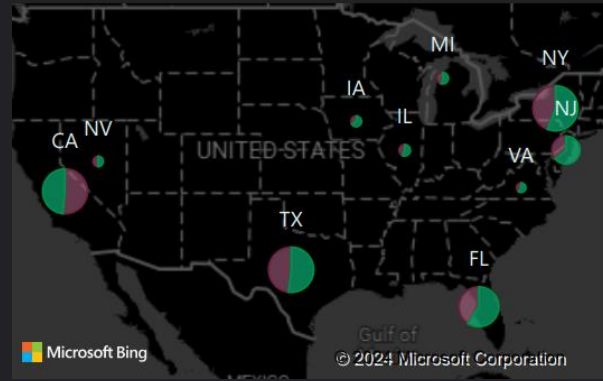 MI
NY
IA
NJ
IL
NV
CA
UNITED STATES
VA
TX
FL
Gulf of
Microsoft Bing
© 2024 Microsoft Corporation
MEXICO